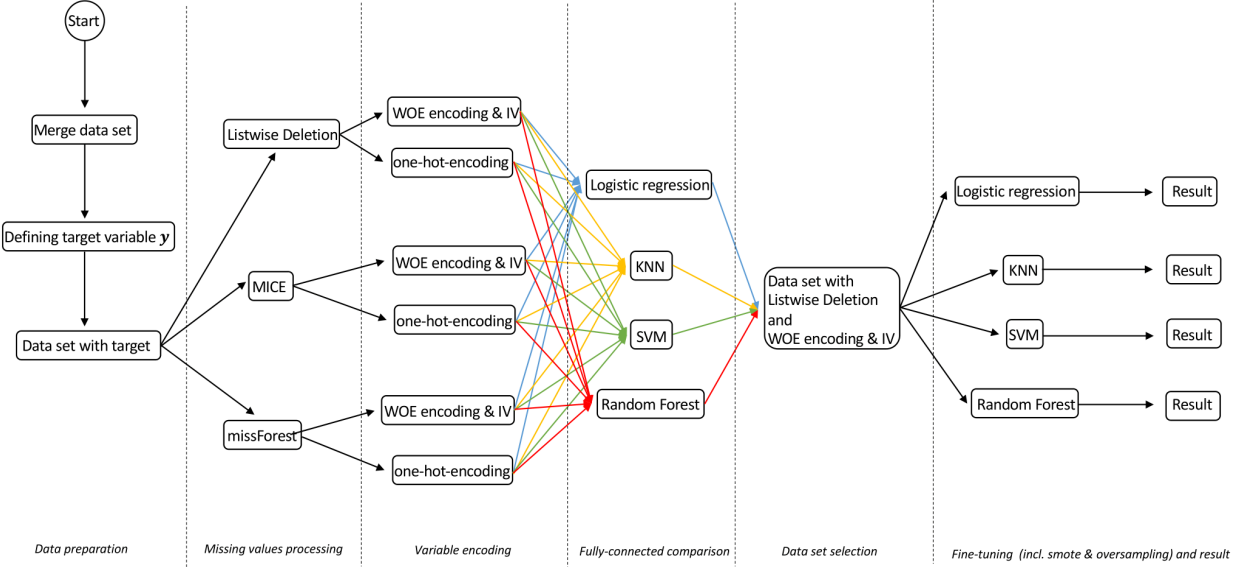 Start
Merge data set
Defining target variable y
Data set with target
Listwise Deletion
MICE
missForest
WOE encoding & IV
one-hot-encoding
WOE encoding & IV
one-hot-encoding
WOE encoding & IV
one-hot-encoding
Logistic regression
KNN
SVM
Random Forest
Data set with
Listwise Deletion
and
WOE encoding & IV
Logistic regression
Result
KNN
Result
SVM
Result
Random Forest
Result
Data preparation
Missing values processing
Variable encoding
Fully-connected comparison
Data set selection
Fine-tuning (incl. smote & oversampling) and result